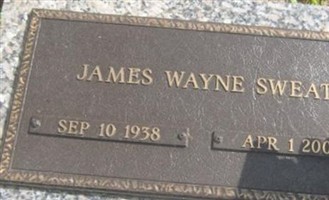 JAMES WAYNE SWEAT
SEP 10 1938
APR 1 200